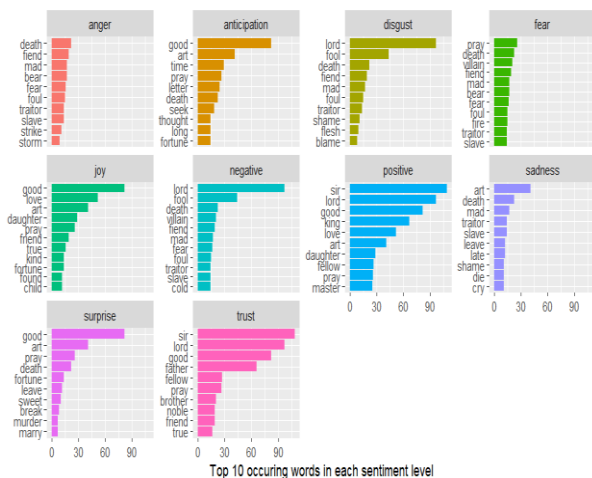 anger
death
fiend
mad
bear
fear
foul
traitor
slave
strike
storm
anticipation
good
art
time
pray
letter
death
seek
thought
long
fortune
disgust
lord
fool
death
fiend
mad
foul
traitor
shame
flesh
blame
fear
pray
death
villain
fiend
mad
bear
fear
foul
fire
traitor
slave
joy
good
love
art
daughter
pray
friend
true
kind
fortune
found
child
negative
lord
fool
death
villain
fiend
mad
fear
foul
traitor
slave
cold
positive
sir
lord
good
king
love
art
daughter
fellow
pray
master
sadness
art
death
mad
traitor
slave
leave
late
shame
die
cry
surprise
good
art
pray
death
fortune
leave
sweet
break
murder
marry
0 30 60 90
trust
sir
lord
good
father
fellow
pray
brother
noble
friend
true
0 30 60 90
0 30 60 90
0 30 60 90
Top 10 occuring words in each sentiment level